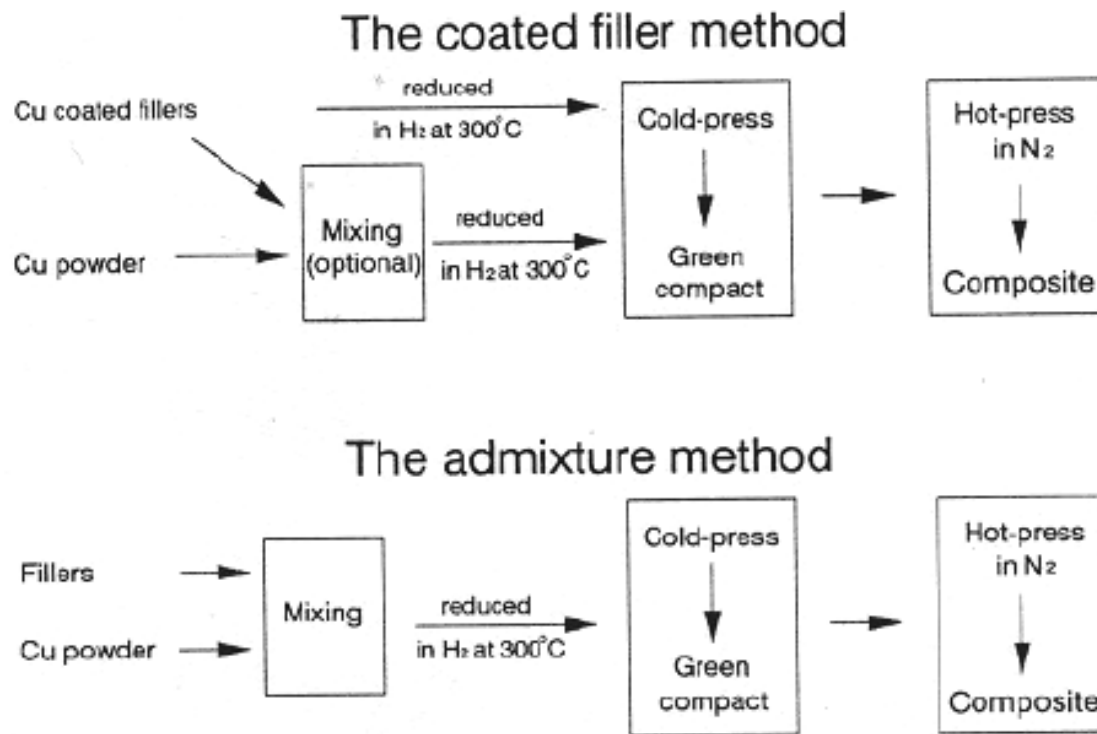 The coated filler method
Cu coated fillers
reduced
in H₂ at 300°C
Cu powder
Mixing
(optional)
reduced
in H₂ at 300°C
Cold-press
Green
compact
Hot-press
in N₂
Composite
The admixture method
Fillers
Cu powder
Mixing
reduced
in H₂ at 300°C
Cold-press
Green
compact
Hot-press
in N₂
Composite